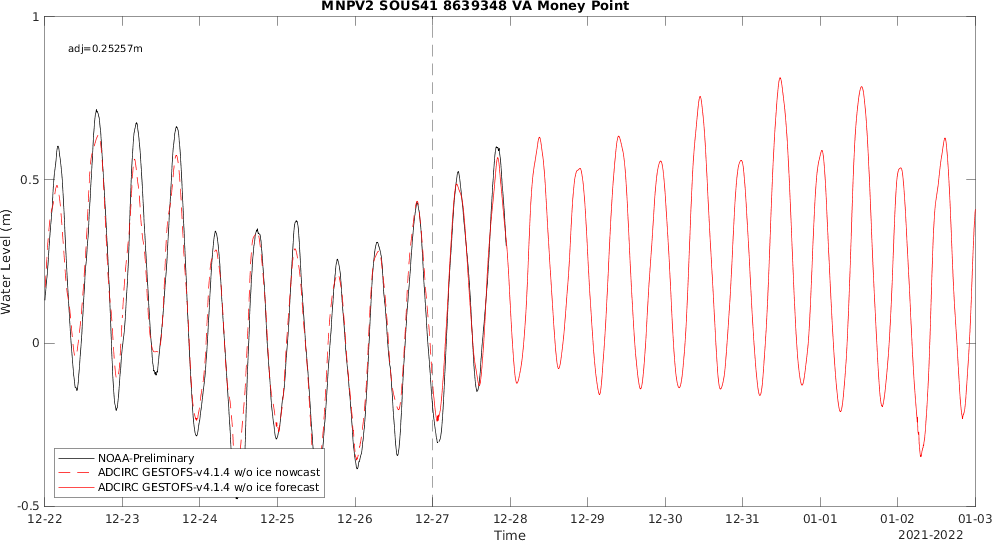 MNPV2 SOUS41 8639348 VA Money Point
1
adj=0.25257m
0.5
Water Level (m)
0
NOAA-Preliminary
ADCIRC GESTOFS-v4.1.4 w/o ice nowcast
ADCIRC GESTOFS-v4.1.4 w/o ice forecast
-0.5
12-22 12-23 12-24 12-25 12-26 12-27 12-28 12-29 12-30 12-31 01-01 01-02 01-03
Time
2021-2022